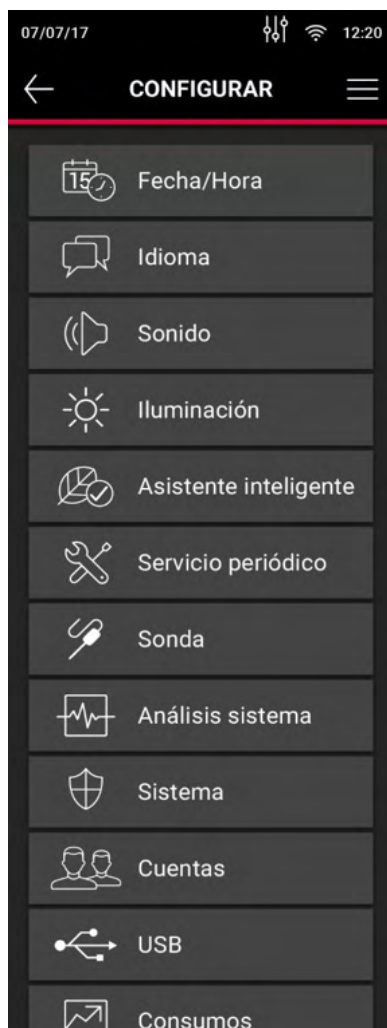 07/07/17 12:20
CONFIGURAR
15 Fecha/Hora
Idioma
Sonido
Iluminación
Asistente inteligente
Servicio periódico
Sonda
Análisis sistema
Sistema
Cuentas
USB
Consumos